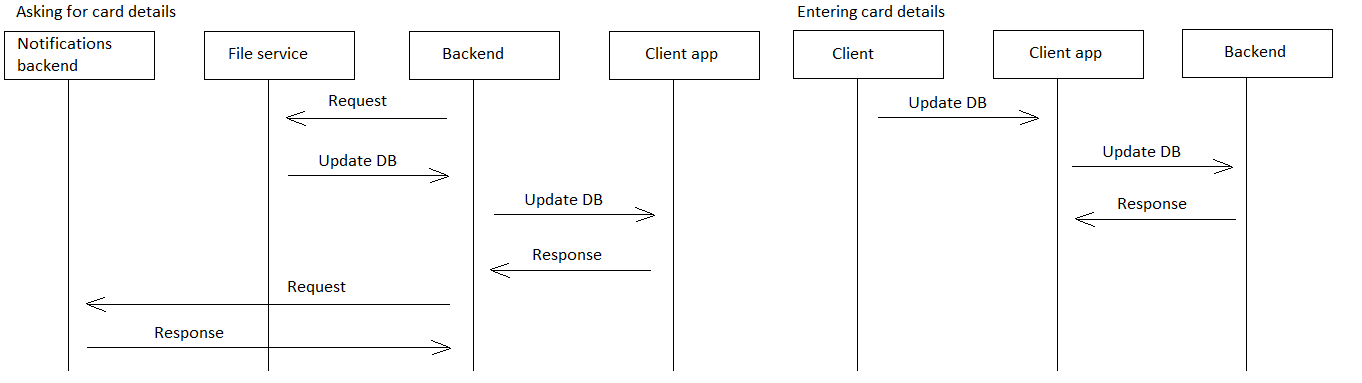 Asking for card details
Entering card details
Notifications
backend
File service
Backend
Client app
Client
Client app
Backend
Request
Update DB
Update DB
Response
Request
Response
Update DB
Update DB
Response